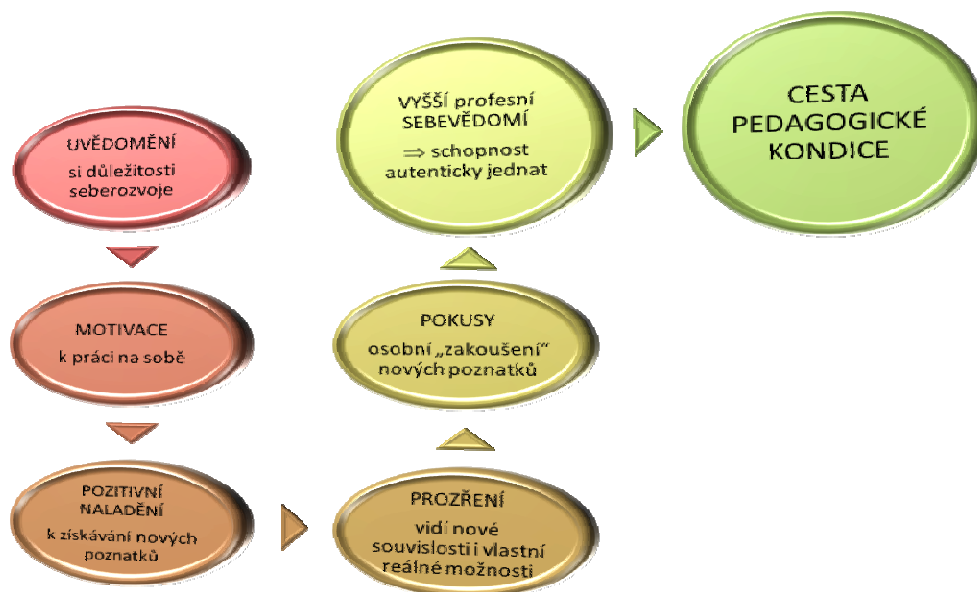 UVĚDOMĚNÍ
si důležitosti
seberozvoje
MOTIVACE
k práci na sobě
POZITIVNÍ
NALADĚNÍ
k získávání nových
poznatků
PROZŘENÍ
vidí nové
souvislosti i vlastní
reálné možnosti
POKUSY
osobní „zakoušení“
nových poznatků
VYŠŠÍ profesní
SEBEVĚDOMÍ
⇒ schopnost
autenticky jednat
CESTA
PEDAGOGICKÉ
KONDICE